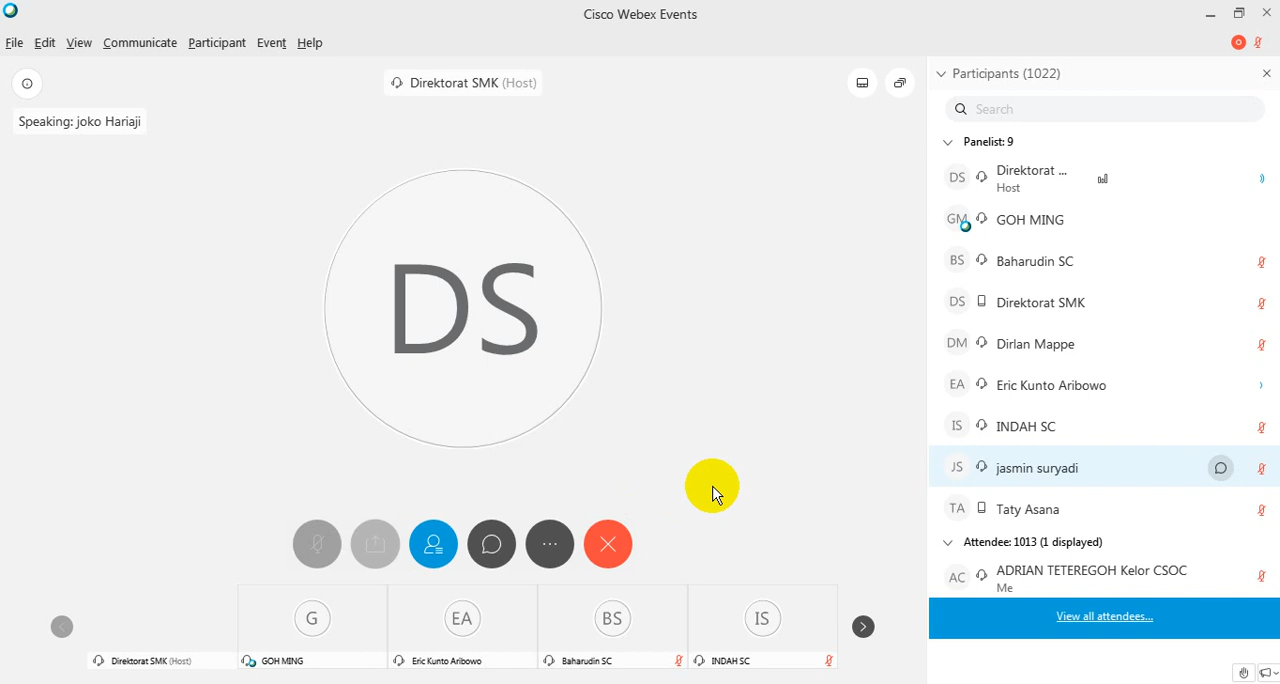 Cisco Webex Events
File Edit View Communicate Participant Event Help
Direktorat SMK (Host)
Speaking: joko Hariaji
DS
Direktorat SMK (Host)
G
GOH MING
EA
Eric Kunto Aribowo
BS
Baharudin SC
IS
INDAH SC
Participants (1022)
Search
Panelist: 9
DS Direktorat ...
Host
GM GOH MING
BS Baharudin SC
DS Direktorat SMK
DM Dirlan Mappe
EA Eric Kunto Aribowo
IS INDAH SC
JS jasmin suryadi
TA Taty Asana
Attendee: 1013 (1 displayed)
AC ADRIAN TETEREGOH Kelor CSOC
Me
View all attendees...